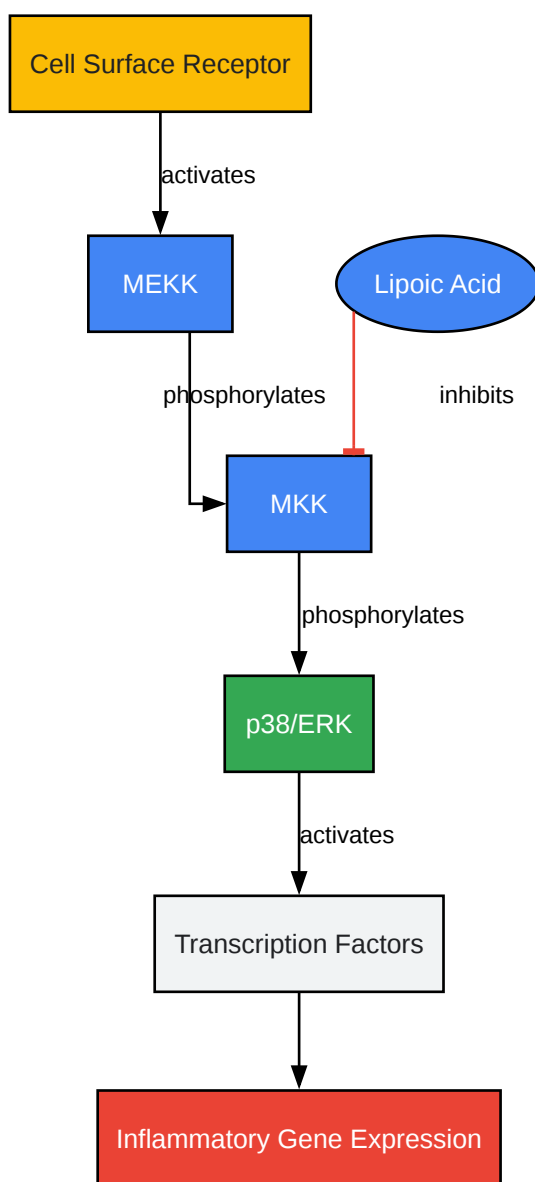 Cell Surface Receptor
activates
MEKK
Lipoic Acid
phosphorylates
inhibits
MKK
phosphorylates
p38/ERK
activates
Transcription Factors
Inflammatory Gene Expression